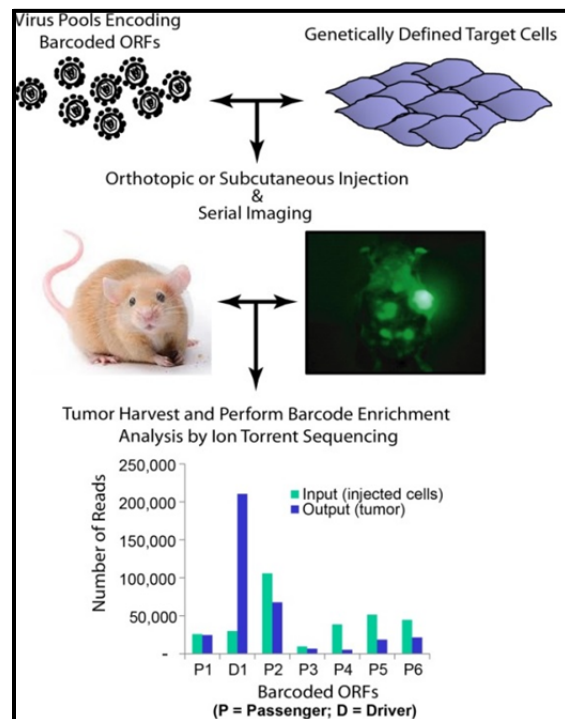 Virus Pools Encoding
Barcoded ORFs
Genetically Defined Target Cells
Orthotopic or Subcutaneous Injection
&
Serial Imaging
Tumor Harvest and Perform Barcode Enrichment
Analysis by Ion Torrent Sequencing
250,000
200,000
150,000
100,000
50,000
-
Number of Reads
Input (injected cells)
Output (tumor)
P1 D1 P2 P3 P4 P5 P6
Barcoded ORFs
(P = Passenger; D = Driver)